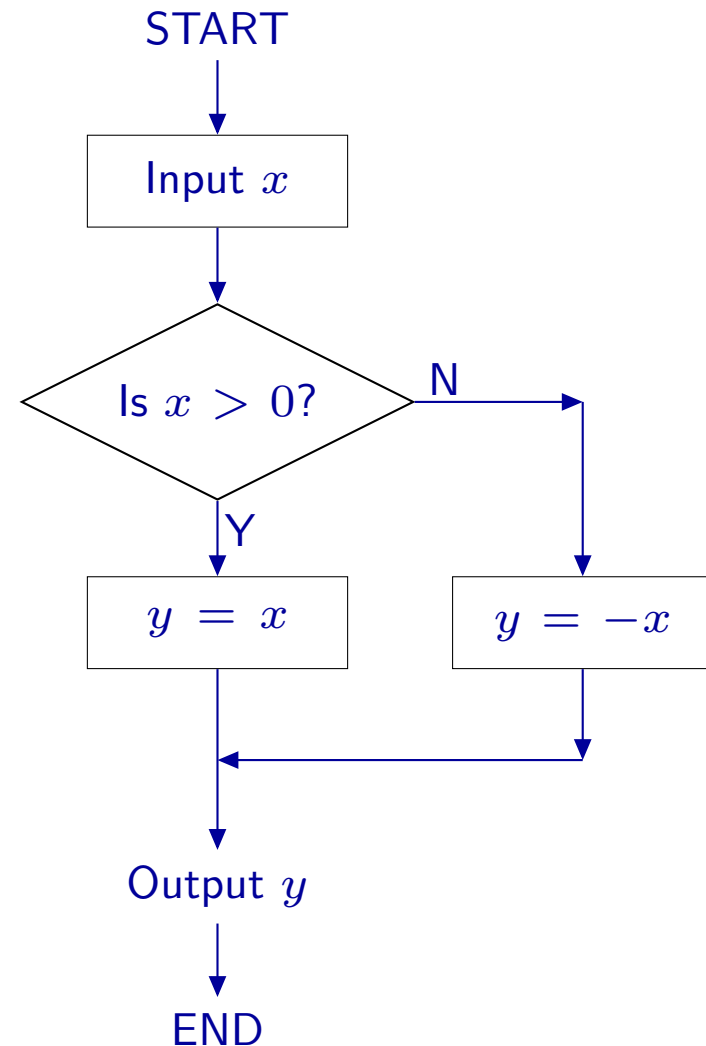 START
Input x
Is x > 0?
N
Y
y = x
y = −x
Output y
END